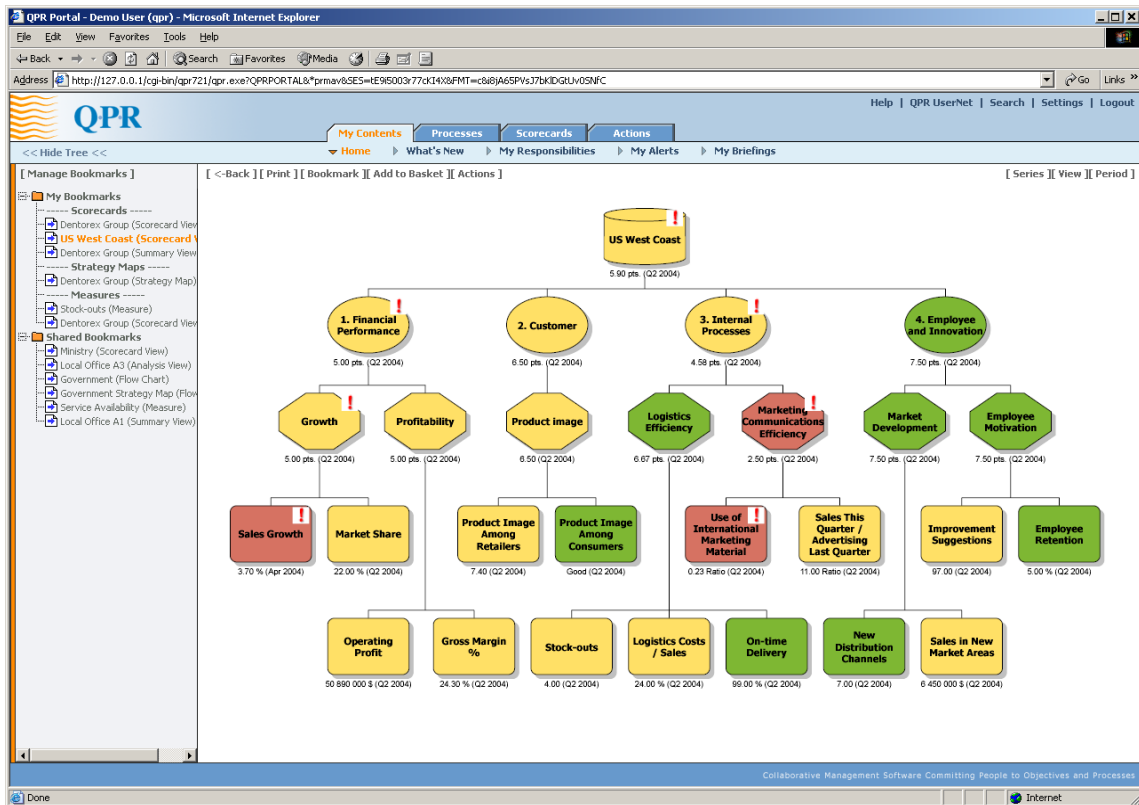 QPR Portal - Demo User (qpr) - Microsoft Internet Explorer
File Edit View Favorites Tools Help
Back Search Favorites Media
Address http://127.0.0.1/cgi-bin/qpr721/qpr.exe?QPRPORTAL&*prmav&SES= Go Links »
QPR
Help | QPR UserNet | Search | Settings | Logout
My Contents Processes Scorecards Actions
<< Hide Tree <<
Home What's New My Responsibilities My Alerts My Briefings
[ Manage Bookmarks ]
[ <-Back ][ Print ] [ Bookmark ][ Add to Basket ][ Actions ]
[ Series ][ View ][ Period ]
My Bookmarks
----- Scorecards -----
Dentorex Group (Scorecard View
US West Coast (Scorecard V
Dentorex Group (Summary View
----- Strategy Maps -----
Dentorex Group (Strategy Map)
----- Measures -----
Stock-outs (Measure)
Dentorex Group (Scorecard View
Shared Bookmarks
Ministry (Scorecard View)
Local Office A3 (Analysis View)
Government (Flow Chart)
Government Strategy Map (Flow
Service Availability (Measure)
Local Office A1 (Summary View)
!
US West Coast
5.90 pts. (Q2 2004)
!
1. Financial
Performance
5.00 pts. (Q2 2004)
2. Customer
6.50 pts. (Q2 2004)
!
3. Internal
Processes
4.58 pts. (Q2 2004)
4. Employee
and Innovation
7.50 pts. (Q2 2004)
!
Growth
5.00 pts. (Q2 2004)
Profitability
5.00 pts. (Q2 2004)
Product image
6.50 (Q2 2004)
Logistics
Efficiency
6.67 pts. (Q2 2004)
!
Marketing
Communications
Efficiency
2.50 pts. (Q2 2004)
Market
Development
7.50 pts. (Q2 2004)
Employee
Motivation
7.50 pts. (Q2 2004)
!
Sales Growth
3.70 % (Apr 2004)
Market Share
22.00 % (Q2 2004)
Product Image
Among
Retailers
7.40 (Q2 2004)
Product Image
Among
Consumers
Good (Q2 2004)
!
Use of
International
Marketing
Material
0.23 Ratio (Q2 2004)
Sales This
Quarter /
Advertising
Last Quarter
11.00 Ratio (Q2 2004)
Improvement
Suggestions
97.00 (Q2 2004)
Employee
Retention
5.00 % (Q2 2004)
Operating
Profit
50 890 000 $ (Q2 2004)
Gross Margin
%
24.30 % (Q2 2004)
Stock-outs
4.00 (Q2 2004)
Logistics Costs
/ Sales
24.00 % (Q2 2004)
On-time
Delivery
99.00 % (Q2 2004)
New
Distribution
Channels
7.00 (Q2 2004)
Sales in New
Market Areas
6 450 000 $ (Q2 2004)
Collaborative Management Software Committing People to Objectives and Processes
Done
Internet